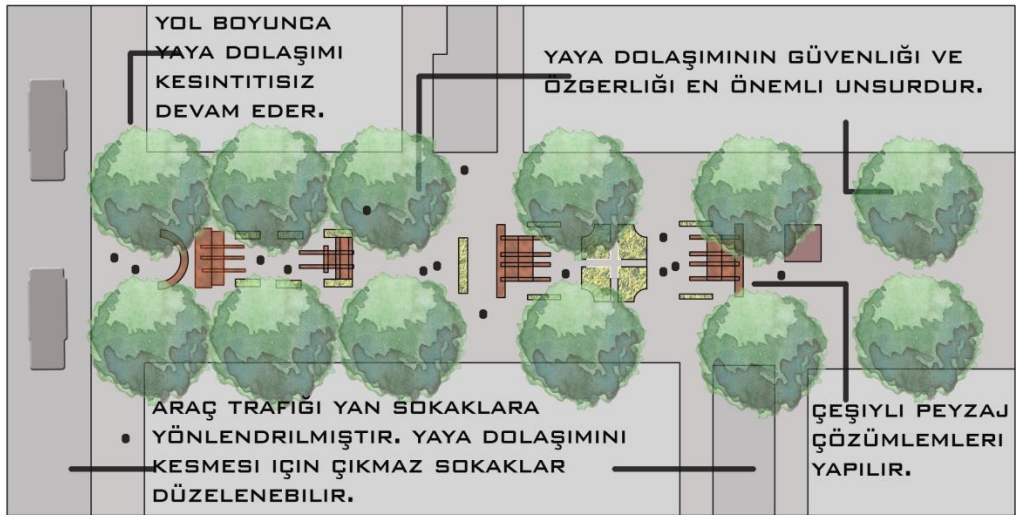 YOL BOYUNCA
YAYA DOLAŞIMI
KESINTITISIZ
DEVAM EDER.
YAYA DOLAŞIMININ GÜVENLIĞI VE
ÖZGERLIĞI EN ÖNEMLI UNSURDUR.
ARAÇ TRAFIĞI YAN SOKAKLARA
YÖNLENDRILMIŞTIR. YAYA DOLAŞIMINI
KESMESI IÇIN ÇIKMAZ SOKAKLAR
DÜZELENEBILIR.
ÇEŞIYLI PEYZAJ
ÇÖZÜMLEMLERI
YAPILIR.